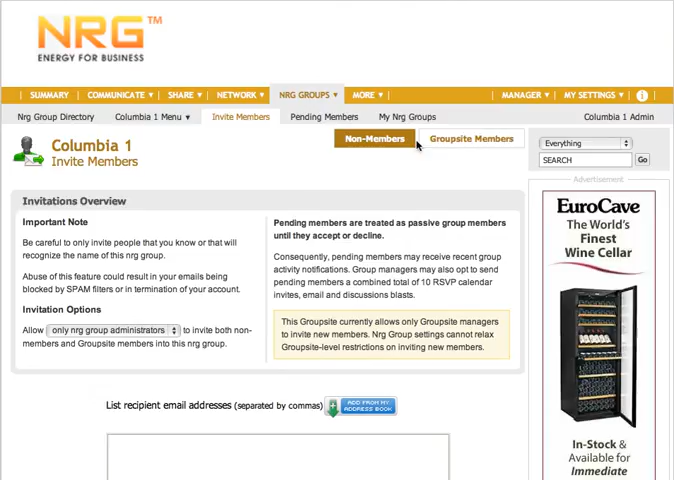 NRG™
ENERGY FOR BUSINESS
SUMMARY
COMMUNICATE ▼
SHARE ▼
NETWORK ▼
NRG GROUPS ▼
MORE ▼
MANAGER ▼
MY SETTINGS ▼
i
Nrg Group Directory
Columbia 1 Menu ▼
Invite Members
Pending Members
My Nrg Groups
Columbia 1 Admin
Columbia 1
Invite Members
Non-Members
Groupsite Members
Everything
SEARCH
Go
Advertisement
Invitations Overview
Important Note
Be careful to only invite people that you know or that will
recognize the name of this nrg group.
Abuse of this feature could result in your emails being
blocked by SPAM filters or in termination of your account.
Invitation Options
Allow only nrg group administrators to invite both non-
members and Groupsite members into this nrg group.
Pending members are treated as passive group members
until they accept or decline.
Consequently, pending members may receive recent group
activity notifications. Group managers may also opt to send
pending members a combined total of 10 RSVP calendar
invites, email and discussions blasts.
This Groupsite currently allows only Groupsite managers
to invite new members. Nrg Group settings cannot relax
Groupsite-level restrictions on inviting new members.
List recipient email addresses (separated by commas)
ADD FROM MY
ADDRESS BOOK
EUROCAVE
The World's
Finest
Wine Cellar
In-Stock &
Available for
Immediate